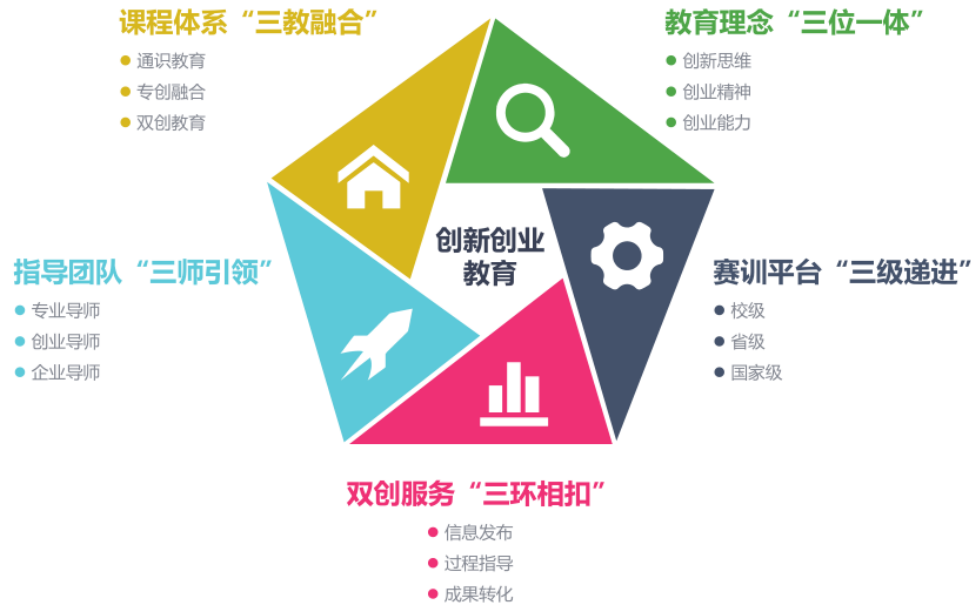 课程体系“三教融合”
通识教育
专创融合
双创教育
教育理念“三位一体”
创新思维
创业精神
创业能力
创新创业
教育
指导团队“三师引领”
专业导师
创业导师
企业导师
赛训平台“三级递进”
校级
省级
国家级
双创服务“三环相扣”
信息发布
过程指导
成果转化